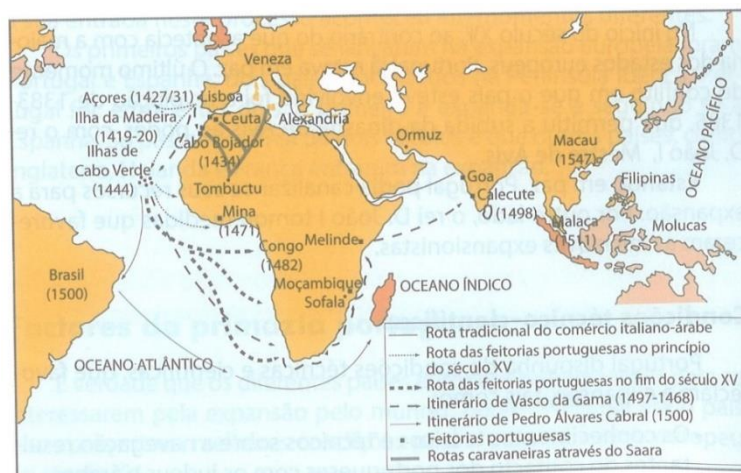 Veneza
Açores (1427/31)
Lisboa
Ilha da Madeira
(1419-20)
Ceuta
Alexandria
Ilhas de
Cabo Verde
(1444)
Cabo Bojador
(1434)
Tombuctu
Mina
(1471)
Congo
(1482)
Melinde
Moçambique
Sofala
Ormuz
Goa
Calecute
(1498)
Macau
(1547)
Filipinas
Malaca
(1511)
Molucas
Brasil
(1500)
OCEANO PACÍFICO
OCEANO ÍNDICO
OCEANO ATLÂNTICO
Rota tradicional do comércio italiano-árabe
Rota das feitorias portuguesas no princípio
do século XV
Rota das feitorias portuguesas no fim do século XV
Itinerário de Vasco da Gama (1497-1468)
Itinerário de Pedro Álvares Cabral (1500)
Feitorias portuguesas
Rotas caravaneiras através do Saara